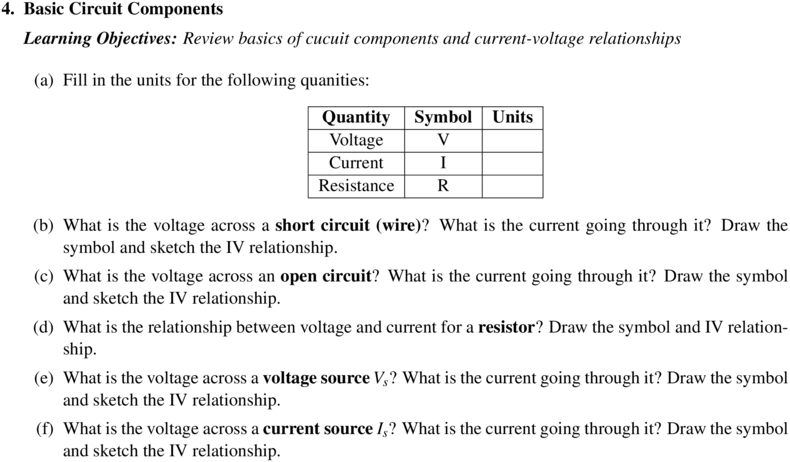 4. Basic Circuit Components
Learning Objectives: Review basics of cucuit components and current-voltage relationships
(a) Fill in the units for the following quanities:
Quantity Symbol Units
Voltage V
Current I
Resistance R
(b) What is the voltage across a short circuit (wire)? What is the current going through it? Draw the
symbol and sketch the IV relationship.
(c) What is the voltage across an open circuit? What is the current going through it? Draw the symbol
and sketch the IV relationship.
(d) What is the relationship between voltage and current for a resistor? Draw the symbol and IV relation-
ship.
(e) What is the voltage across a voltage source Vₛ? What is the current going through it? Draw the symbol
and sketch the IV relationship.
(f) What is the voltage across a current source Iₛ? What is the current going through it? Draw the symbol
and sketch the IV relationship.